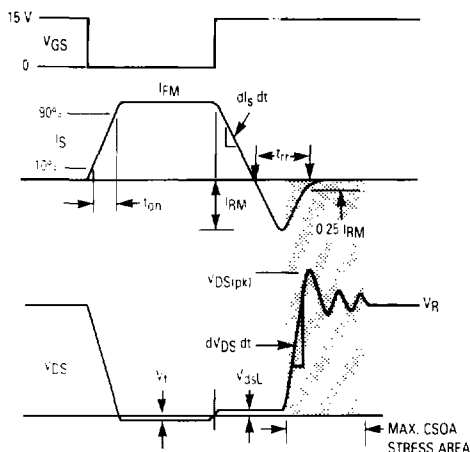 15 V
VGS
0
IFM
90%
IS
10%
ton
dIS dt
trr
IRM
0.25 IRM
VDS(pk)
VR
dVDS dt
VDS
Vf
VdsL
MAX. CSOA
STRESS AREA